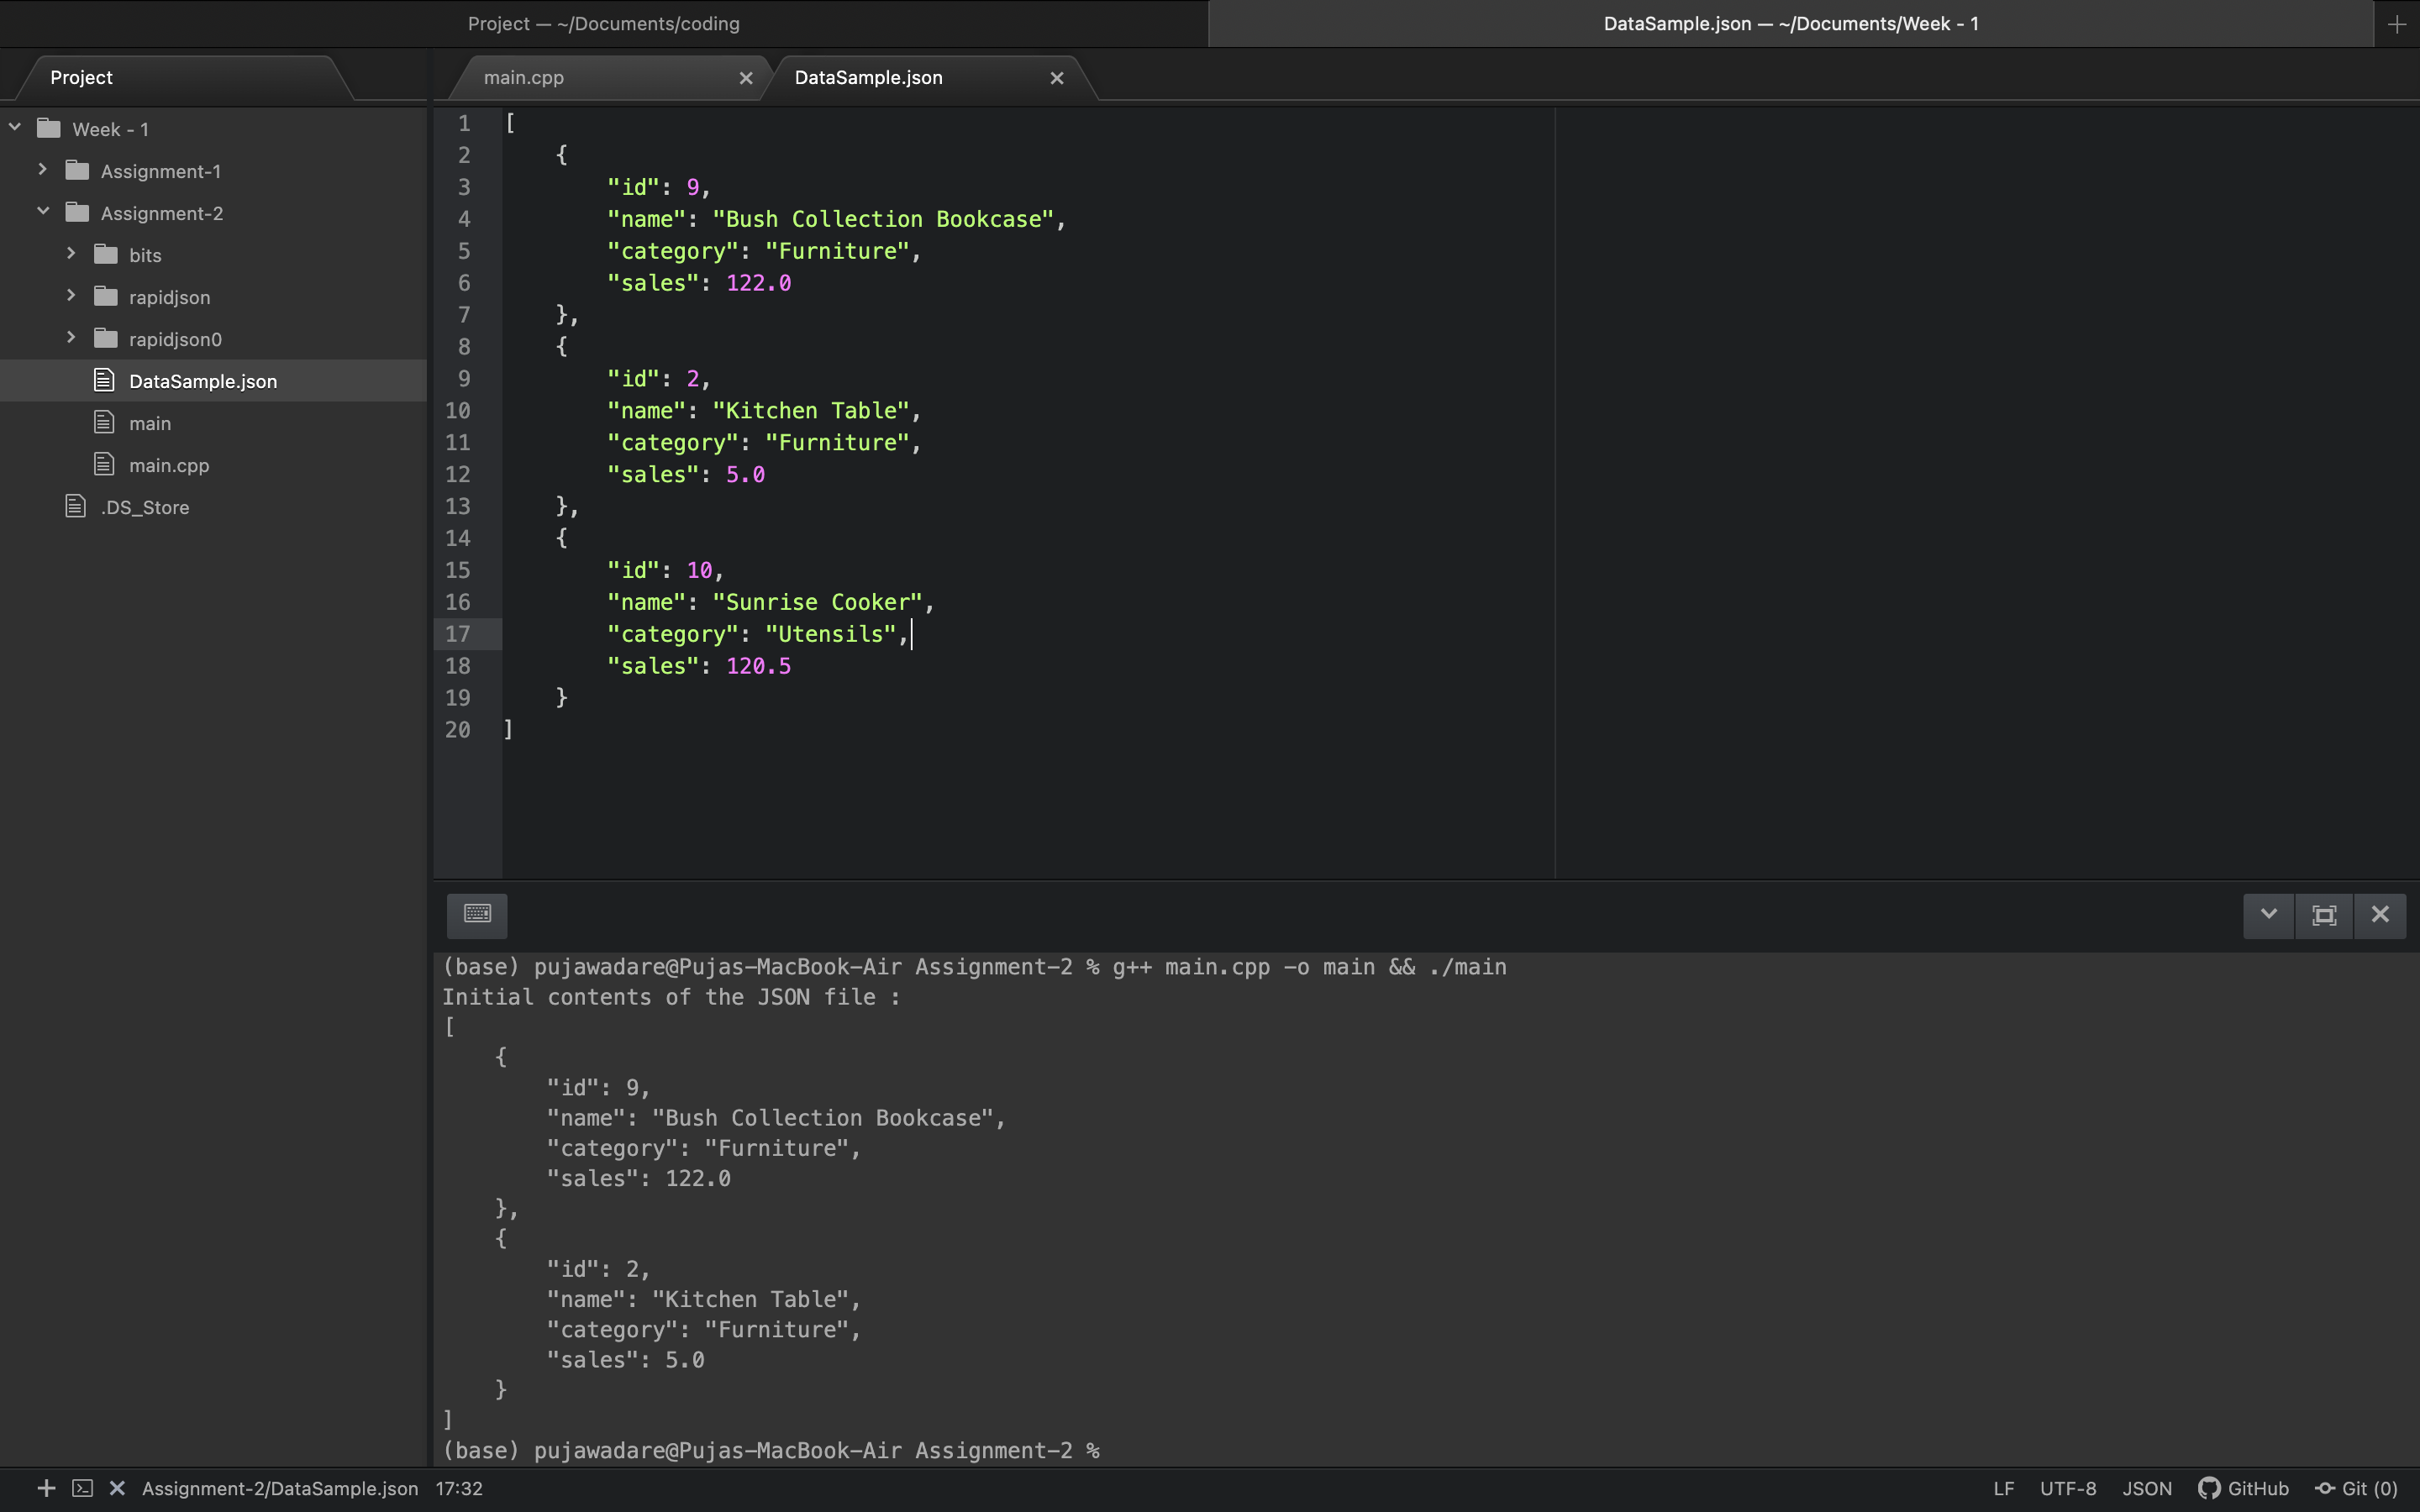 Project — ~/Documents/coding
DataSample.json — ~/Documents/Week - 1
Project
main.cpp
DataSample.json
Week - 1
Assignment-1
Assignment-2
bits
rapidjson
rapidjson0
DataSample.json
main
main.cpp
.DS_Store
1 [
2     {
3         "id": 9,
4         "name": "Bush Collection Bookcase",
5         "category": "Furniture",
6         "sales": 122.0
7     },
8     {
9         "id": 2,
10         "name": "Kitchen Table",
11         "category": "Furniture",
12         "sales": 5.0
13     },
14     {
15         "id": 10,
16         "name": "Sunrise Cooker",
17         "category": "Utensils",
18         "sales": 120.5
19     }
20 ]
(base) pujawadare@Pujas-MacBook-Air Assignment-2 % g++ main.cpp -o main && ./main
Initial contents of the JSON file :
[
    {
        "id": 9,
        "name": "Bush Collection Bookcase",
        "category": "Furniture",
        "sales": 122.0
    },
    {
        "id": 2,
        "name": "Kitchen Table",
        "category": "Furniture",
        "sales": 5.0
    }
]
(base) pujawadare@Pujas-MacBook-Air Assignment-2 %
Assignment-2/DataSample.json 17:32
LF UTF-8 JSON GitHub Git (0)